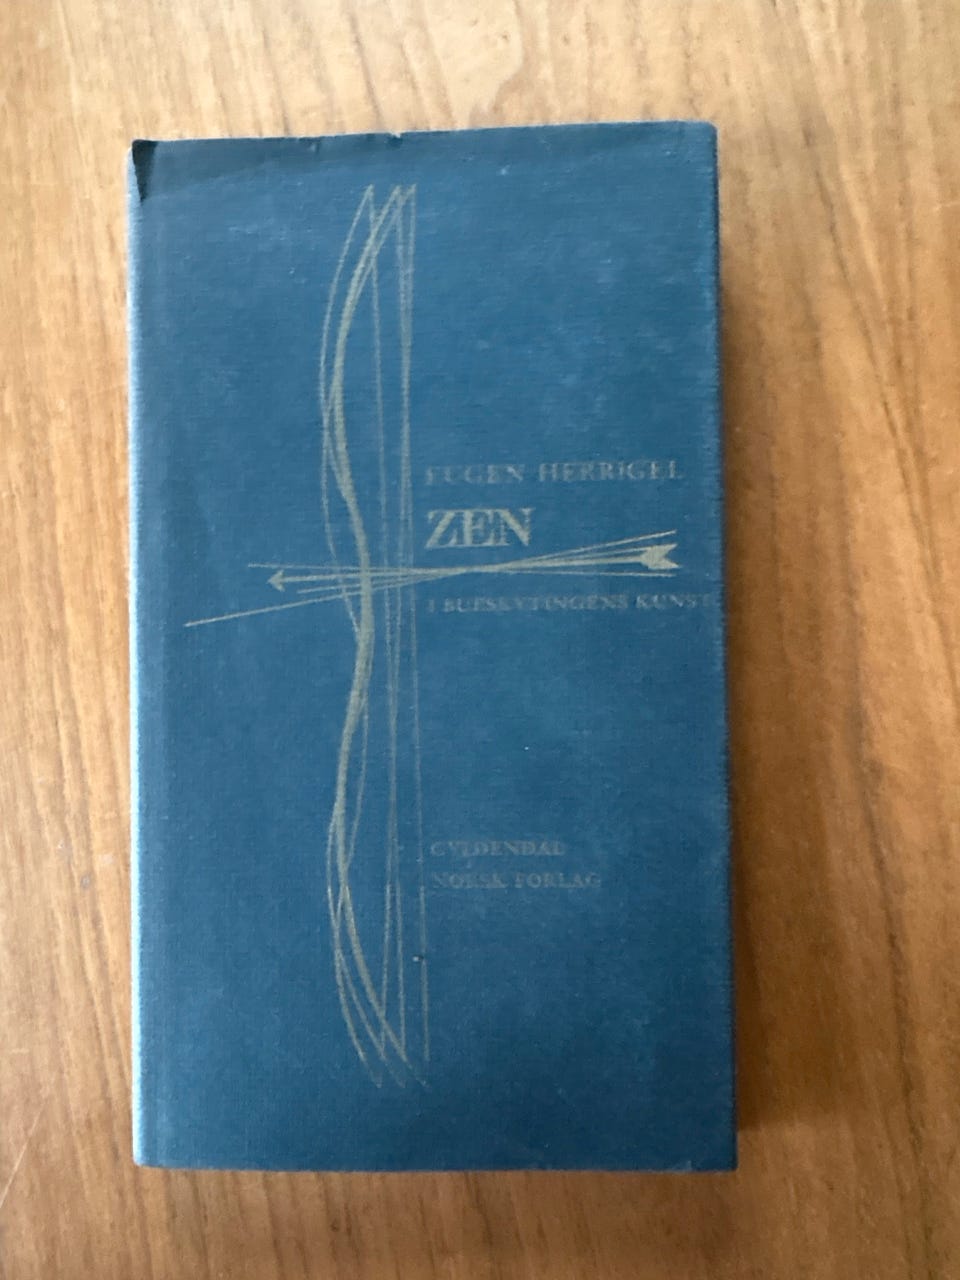 EUGEN HERRIGEL
ZEN
I BUESKYTINGENS KUNST
GYLDENDAL
NORSK FORLAG